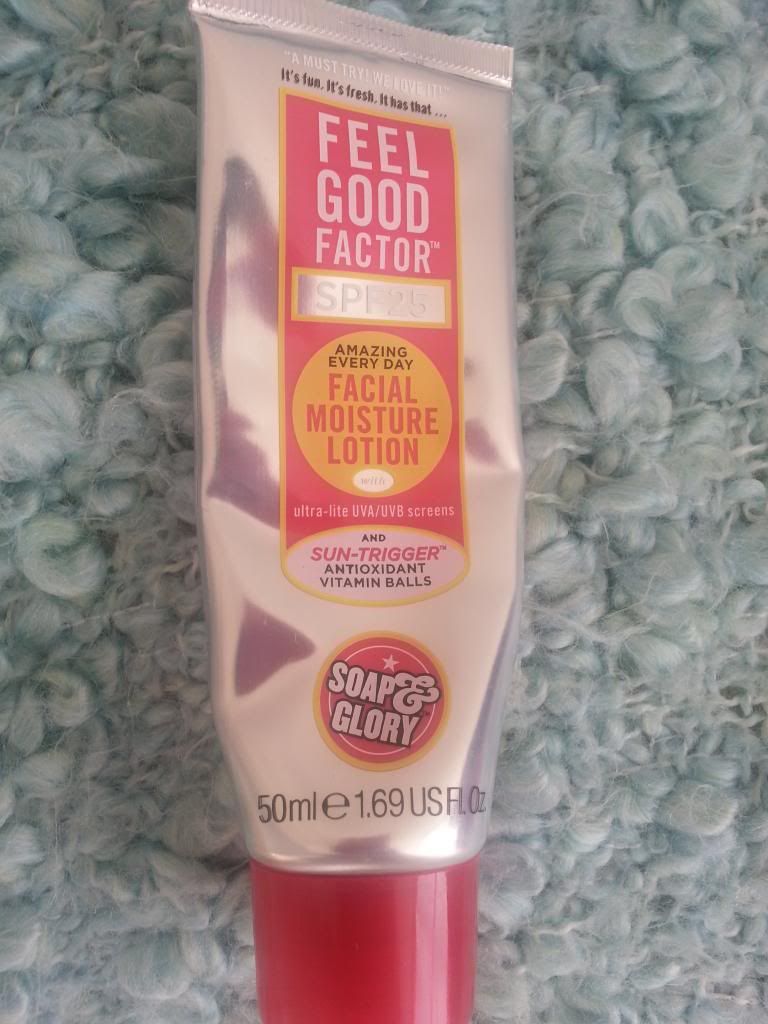 "A MUST TRY! WE LOVE IT!"
It's fun. It's fresh. It has that ...
FEEL
GOOD
FACTOR™
SPF25
AMAZING
EVERY DAY
FACIAL
MOISTURE
LOTION
with
ultra-lite UVA/UVB screens
AND
SUN-TRIGGER™
ANTIOXIDANT
VITAMIN BALLS
SOAP&
GLORY™
50ml e 1.69 US Fl. Oz